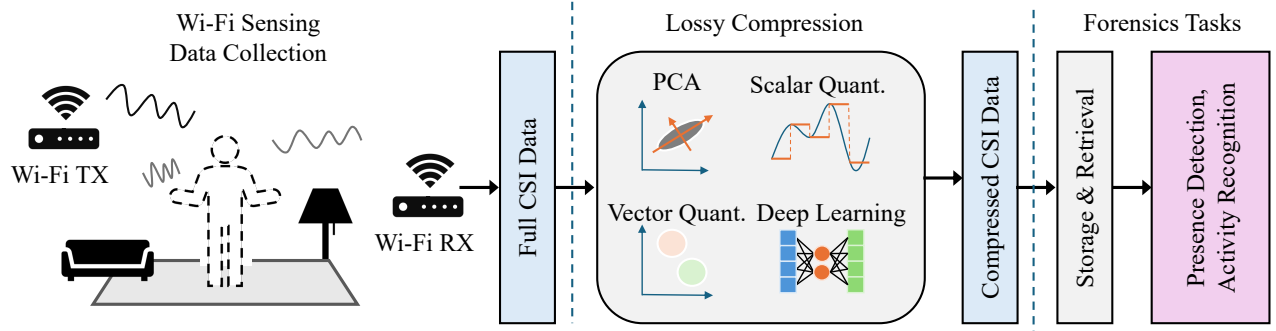 Wi-Fi Sensing
Data Collection
Wi-Fi TX
Wi-Fi RX
Full CSI Data
Lossy Compression
PCA
Scalar Quant.
Vector Quant.
Deep Learning
Compressed CSI Data
Forensics Tasks
Storage & Retrieval
Presence Detection,
Activity Recognition